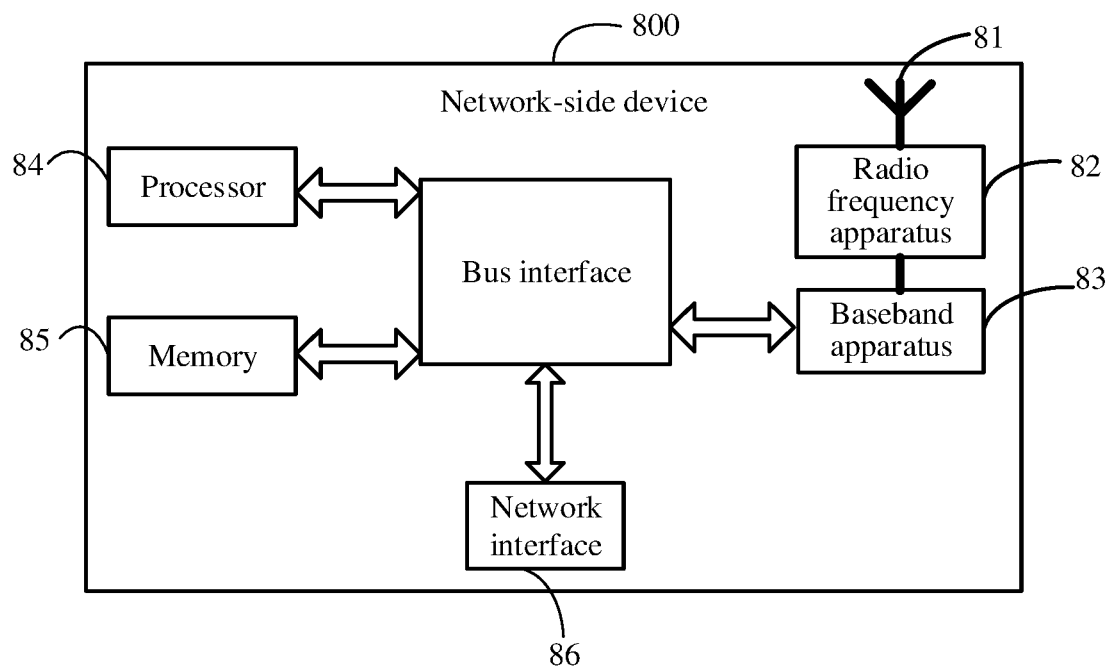 800
81
Network-side device
84
Processor
Radio
frequency
apparatus
82
Bus interface
83
Baseband
apparatus
85
Memory
Network
interface
86